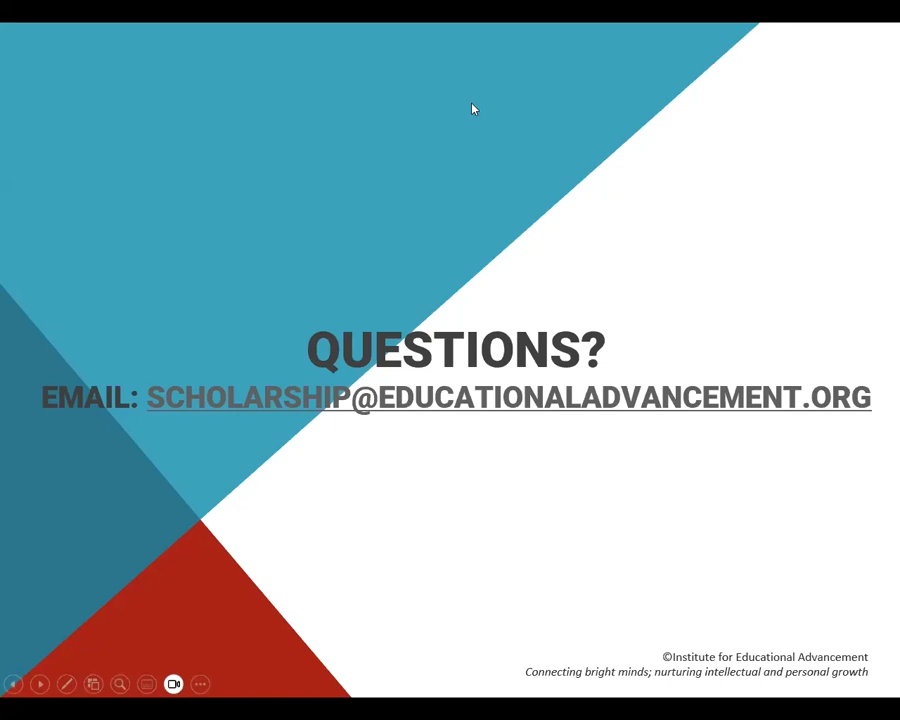 QUESTIONS?
EMAIL: SCHOLARSHIP@EDUCATIONALADVANCEMENT.ORG
©Institute for Educational Advancement
Connecting bright minds; nurturing intellectual and personal growth